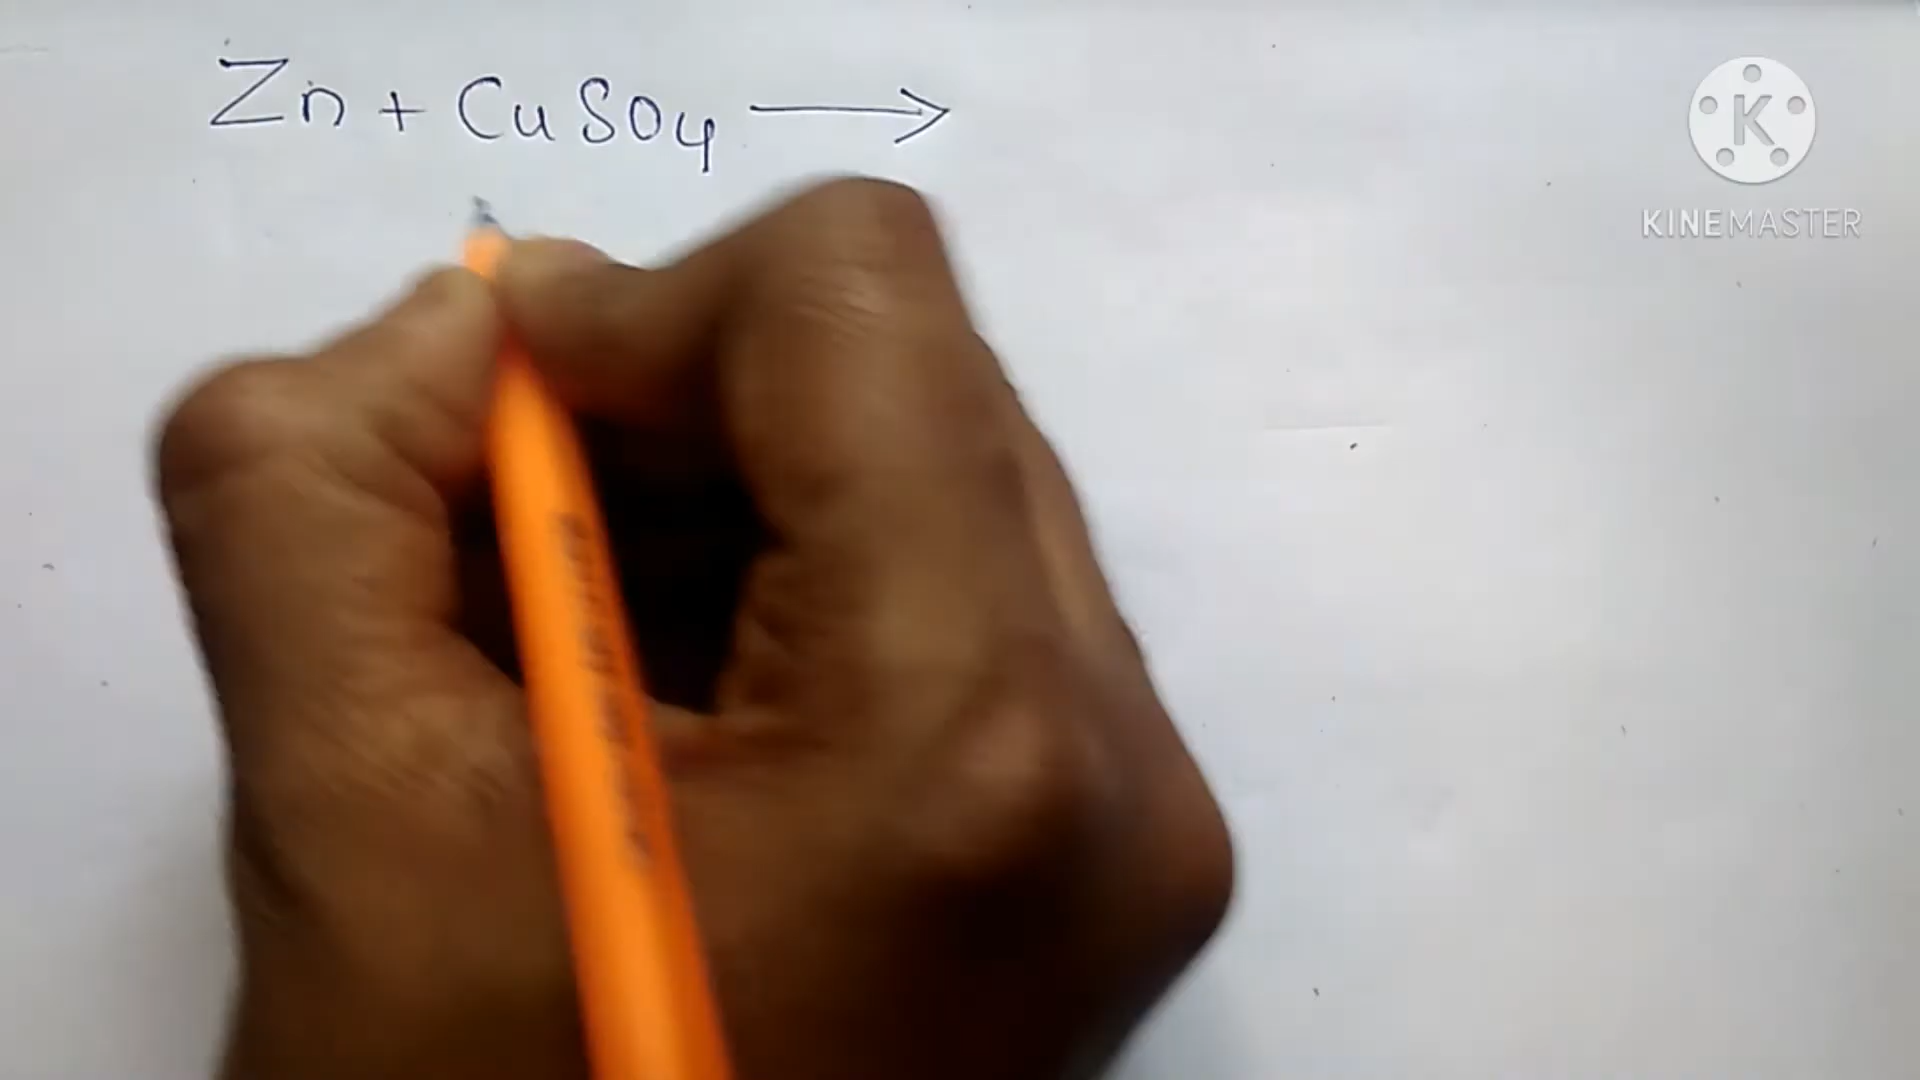 Zn + CuSO4 ⟶
K
KINEMASTER